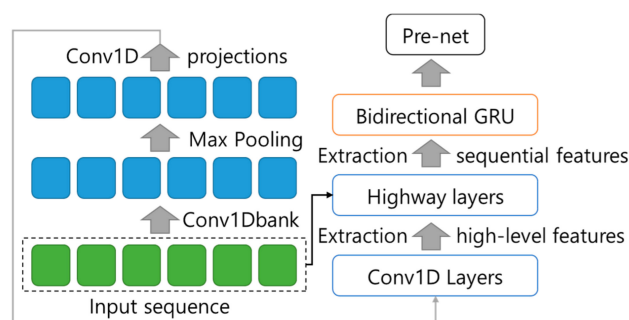 Conv1D projections
Max Pooling
Conv1Dbank
Input sequence
Pre-net
Bidirectional GRU
Extraction sequential features
Highway layers
Extraction high-level features
Conv1D Layers